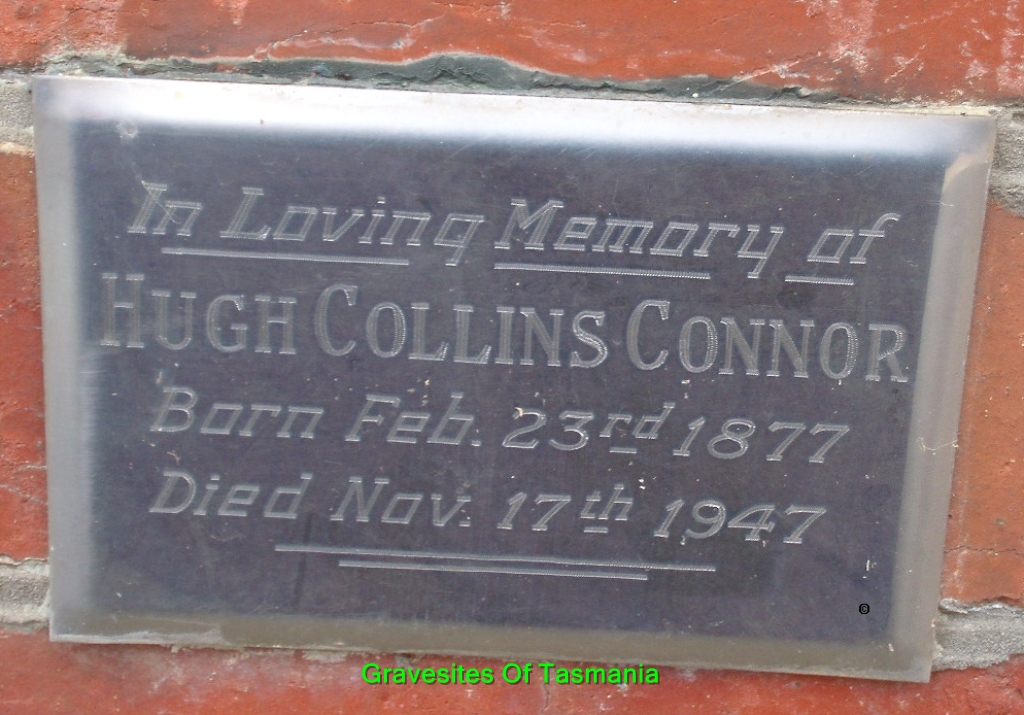 In Loving Memory of
HUGH COLLINS CONNOR
Born Feb. 23rd 1877
Died Nov. 17th 1947
©
Gravesites Of Tasmania